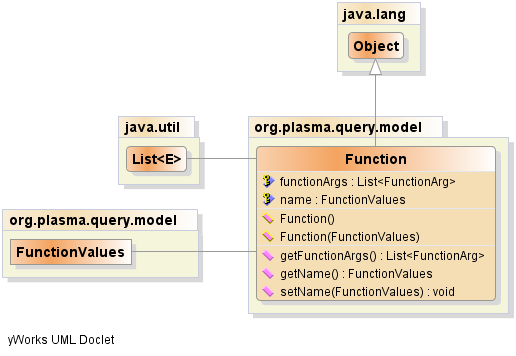 java.lang
Object
java.util
List<E>
org.plasma.query.model
Function
functionArgs : List<FunctionArg>
name : FunctionValues
Function()
Function(FunctionValues)
getFunctionArgs() : List<FunctionArg>
getName() : FunctionValues
setName(FunctionValues) : void
org.plasma.query.model
FunctionValues
yWorks UML Doclet